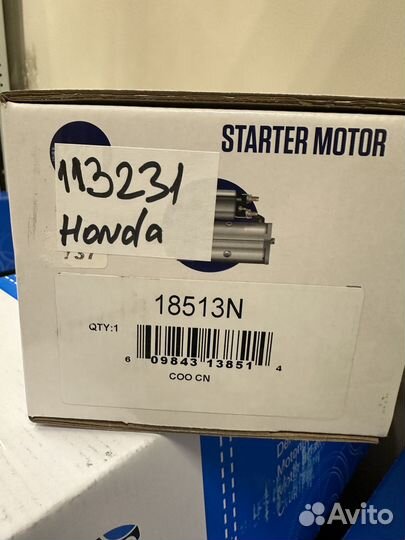 STARTER MOTOR
113231
Honda
18513N
QTY:1
6 09843 13851 4
COO CN
Avito